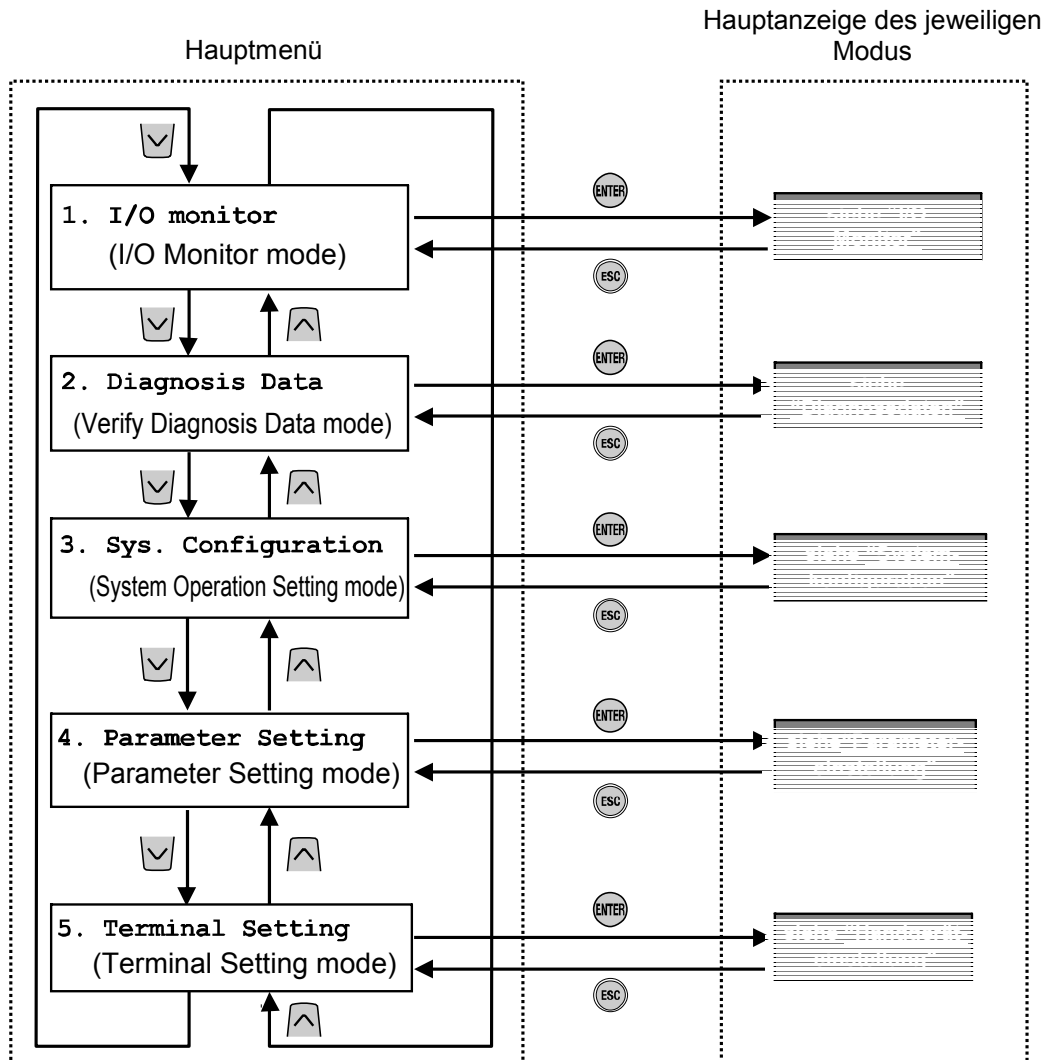 Hauptmenü
Hauptanzeige des jeweiligen
Modus
1. I/O monitor
(I/O Monitor mode)
ENTER
ESC
2. Diagnosis Data
(Verify Diagnosis Data mode)
ENTER
ESC
3. Sys. Configuration
(System Operation Setting mode)
ENTER
ESC
4. Parameter Setting
(Parameter Setting mode)
ENTER
ESC
5. Terminal Setting
(Terminal Setting mode)
ENTER
ESC